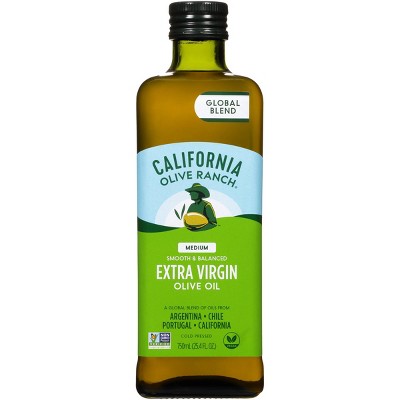 GLOBAL
BLEND
CALIFORNIA
OLIVE RANCH®
MEDIUM
SMOOTH & BALANCED
EXTRA VIRGIN
OLIVE OIL
A GLOBAL BLEND OF OILS FROM
ARGENTINA • CHILE
PORTUGAL • CALIFORNIA
COLD PRESSED
750ml (25.4 FL OZ)